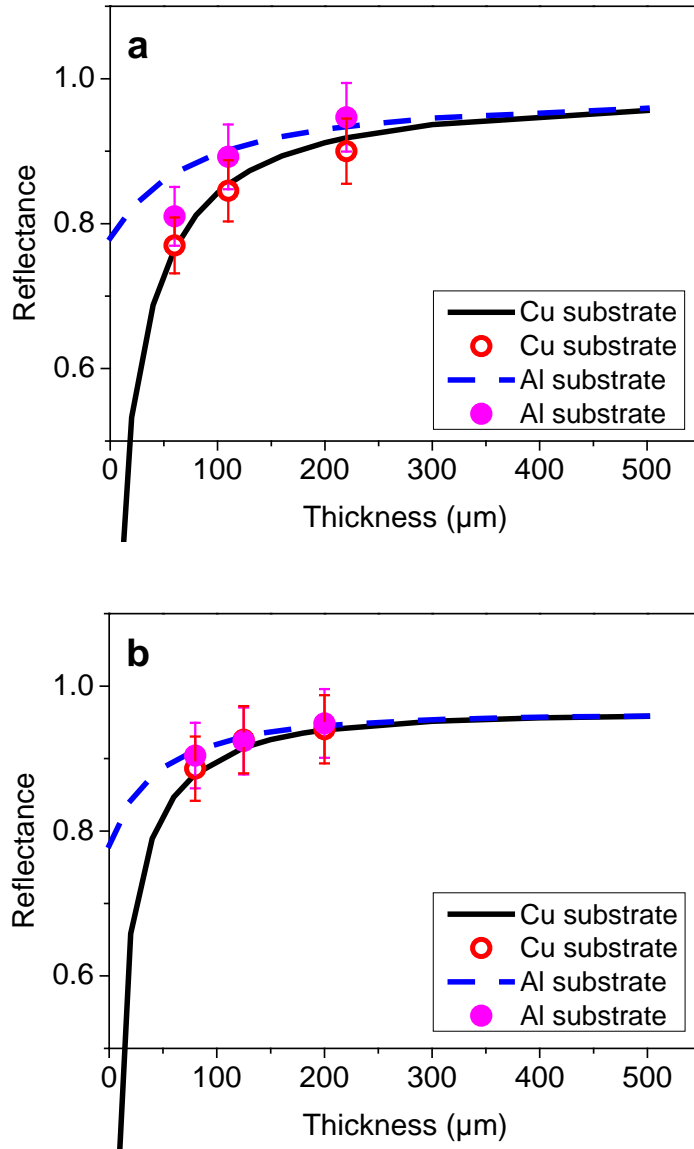 a
1.0
0.8
0.6
Reflectance
Cu substrate
Cu substrate
Al substrate
Al substrate
0 100 200 300 400 500
Thickness (µm)
b
1.0
0.8
0.6
Reflectance
Cu substrate
Cu substrate
Al substrate
Al substrate
0 100 200 300 400 500
Thickness (µm)